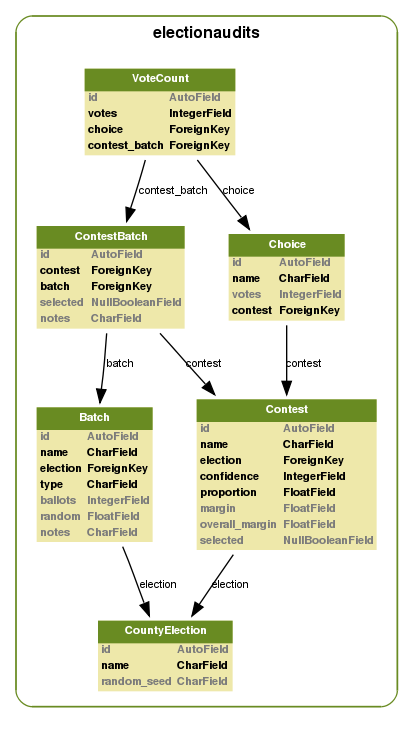 electionaudits
VoteCount
id AutoField
votes IntegerField
choice ForeignKey
contest_batch ForeignKey
contest_batch
choice
ContestBatch
id AutoField
contest ForeignKey
batch ForeignKey
selected NullBooleanField
notes CharField
Choice
id AutoField
name CharField
votes IntegerField
contest ForeignKey
batch
contest
contest
Batch
id AutoField
name CharField
election ForeignKey
type CharField
ballots IntegerField
random FloatField
notes CharField
Contest
id AutoField
name CharField
election ForeignKey
confidence IntegerField
proportion FloatField
margin FloatField
overall_margin FloatField
selected NullBooleanField
election
election
CountyElection
id AutoField
name CharField
random_seed CharField